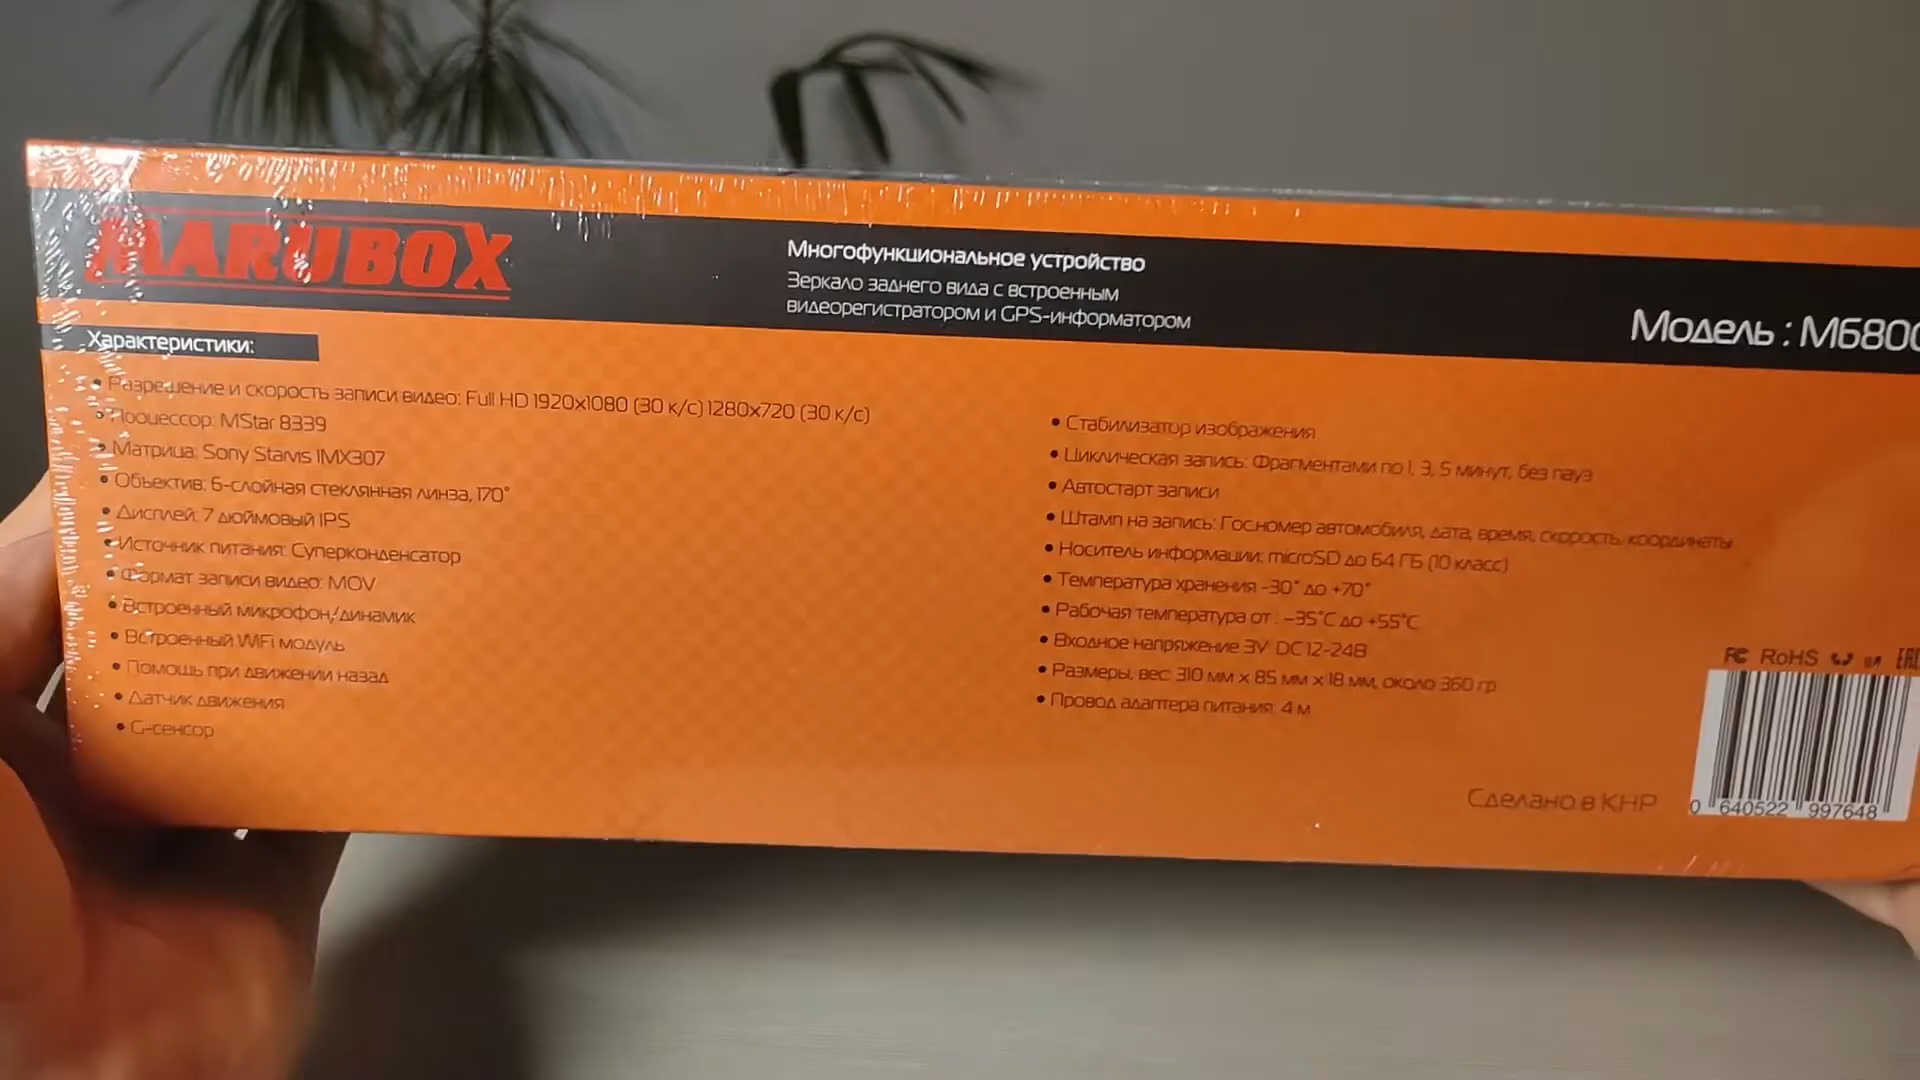 MARUBOX
Многофункциональное устройство
Зеркало заднего вида с встроенным
видеорегистратором и GPS-информатором
Модель : M680
Характеристики:
• Разрешение и скорость записи видео: Full HD 1920x1080 (30 к/с) 1280x720 (30 к/с)
• Процессор: MStar 8339
• Матрица: Sony Starvis IMX307
• Объектив: 6-слойная стеклянная линза, 170°
• Дисплей: 7 дюймовый IPS
• Источник питания: Суперконденсатор
• Формат записи видео: MOV
• Встроенный микрофон/динамик
• Встроенный WiFi модуль
• Помошь при движении назад
• Датчик движения
• G-сенсор
• Стабилизатор изображения
• Циклическая запись: Фрагментами по 1, 3, 5 минут, без пауз
• Автостарт записи
• Штамп на запись: Гос.номер автомобиля, дата, время, скорость, координаты
• Носитель информации: microSD до 64 ГБ (10 класс)
• Температура хранения -30° до +70°
• Рабочая температура от : -35°C до +55°C
• Входное напряжение ЗУ DC 12-24В
• Размеры, вес: 310 мм x 85 мм x 18 мм, около 360 гр
• Провод адаптера питания: 4 м
FC RoHS
Сделано в КНР
0 640522 997648